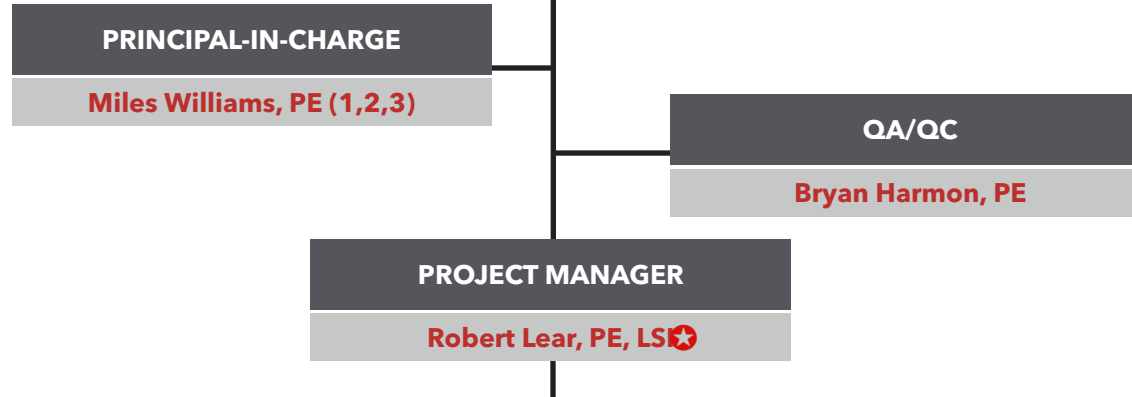 PRINCIPAL-IN-CHARGE
Miles Williams, PE (1,2,3)
QA/QC
Bryan Harmon, PE
PROJECT MANAGER
Robert Lear, PE,